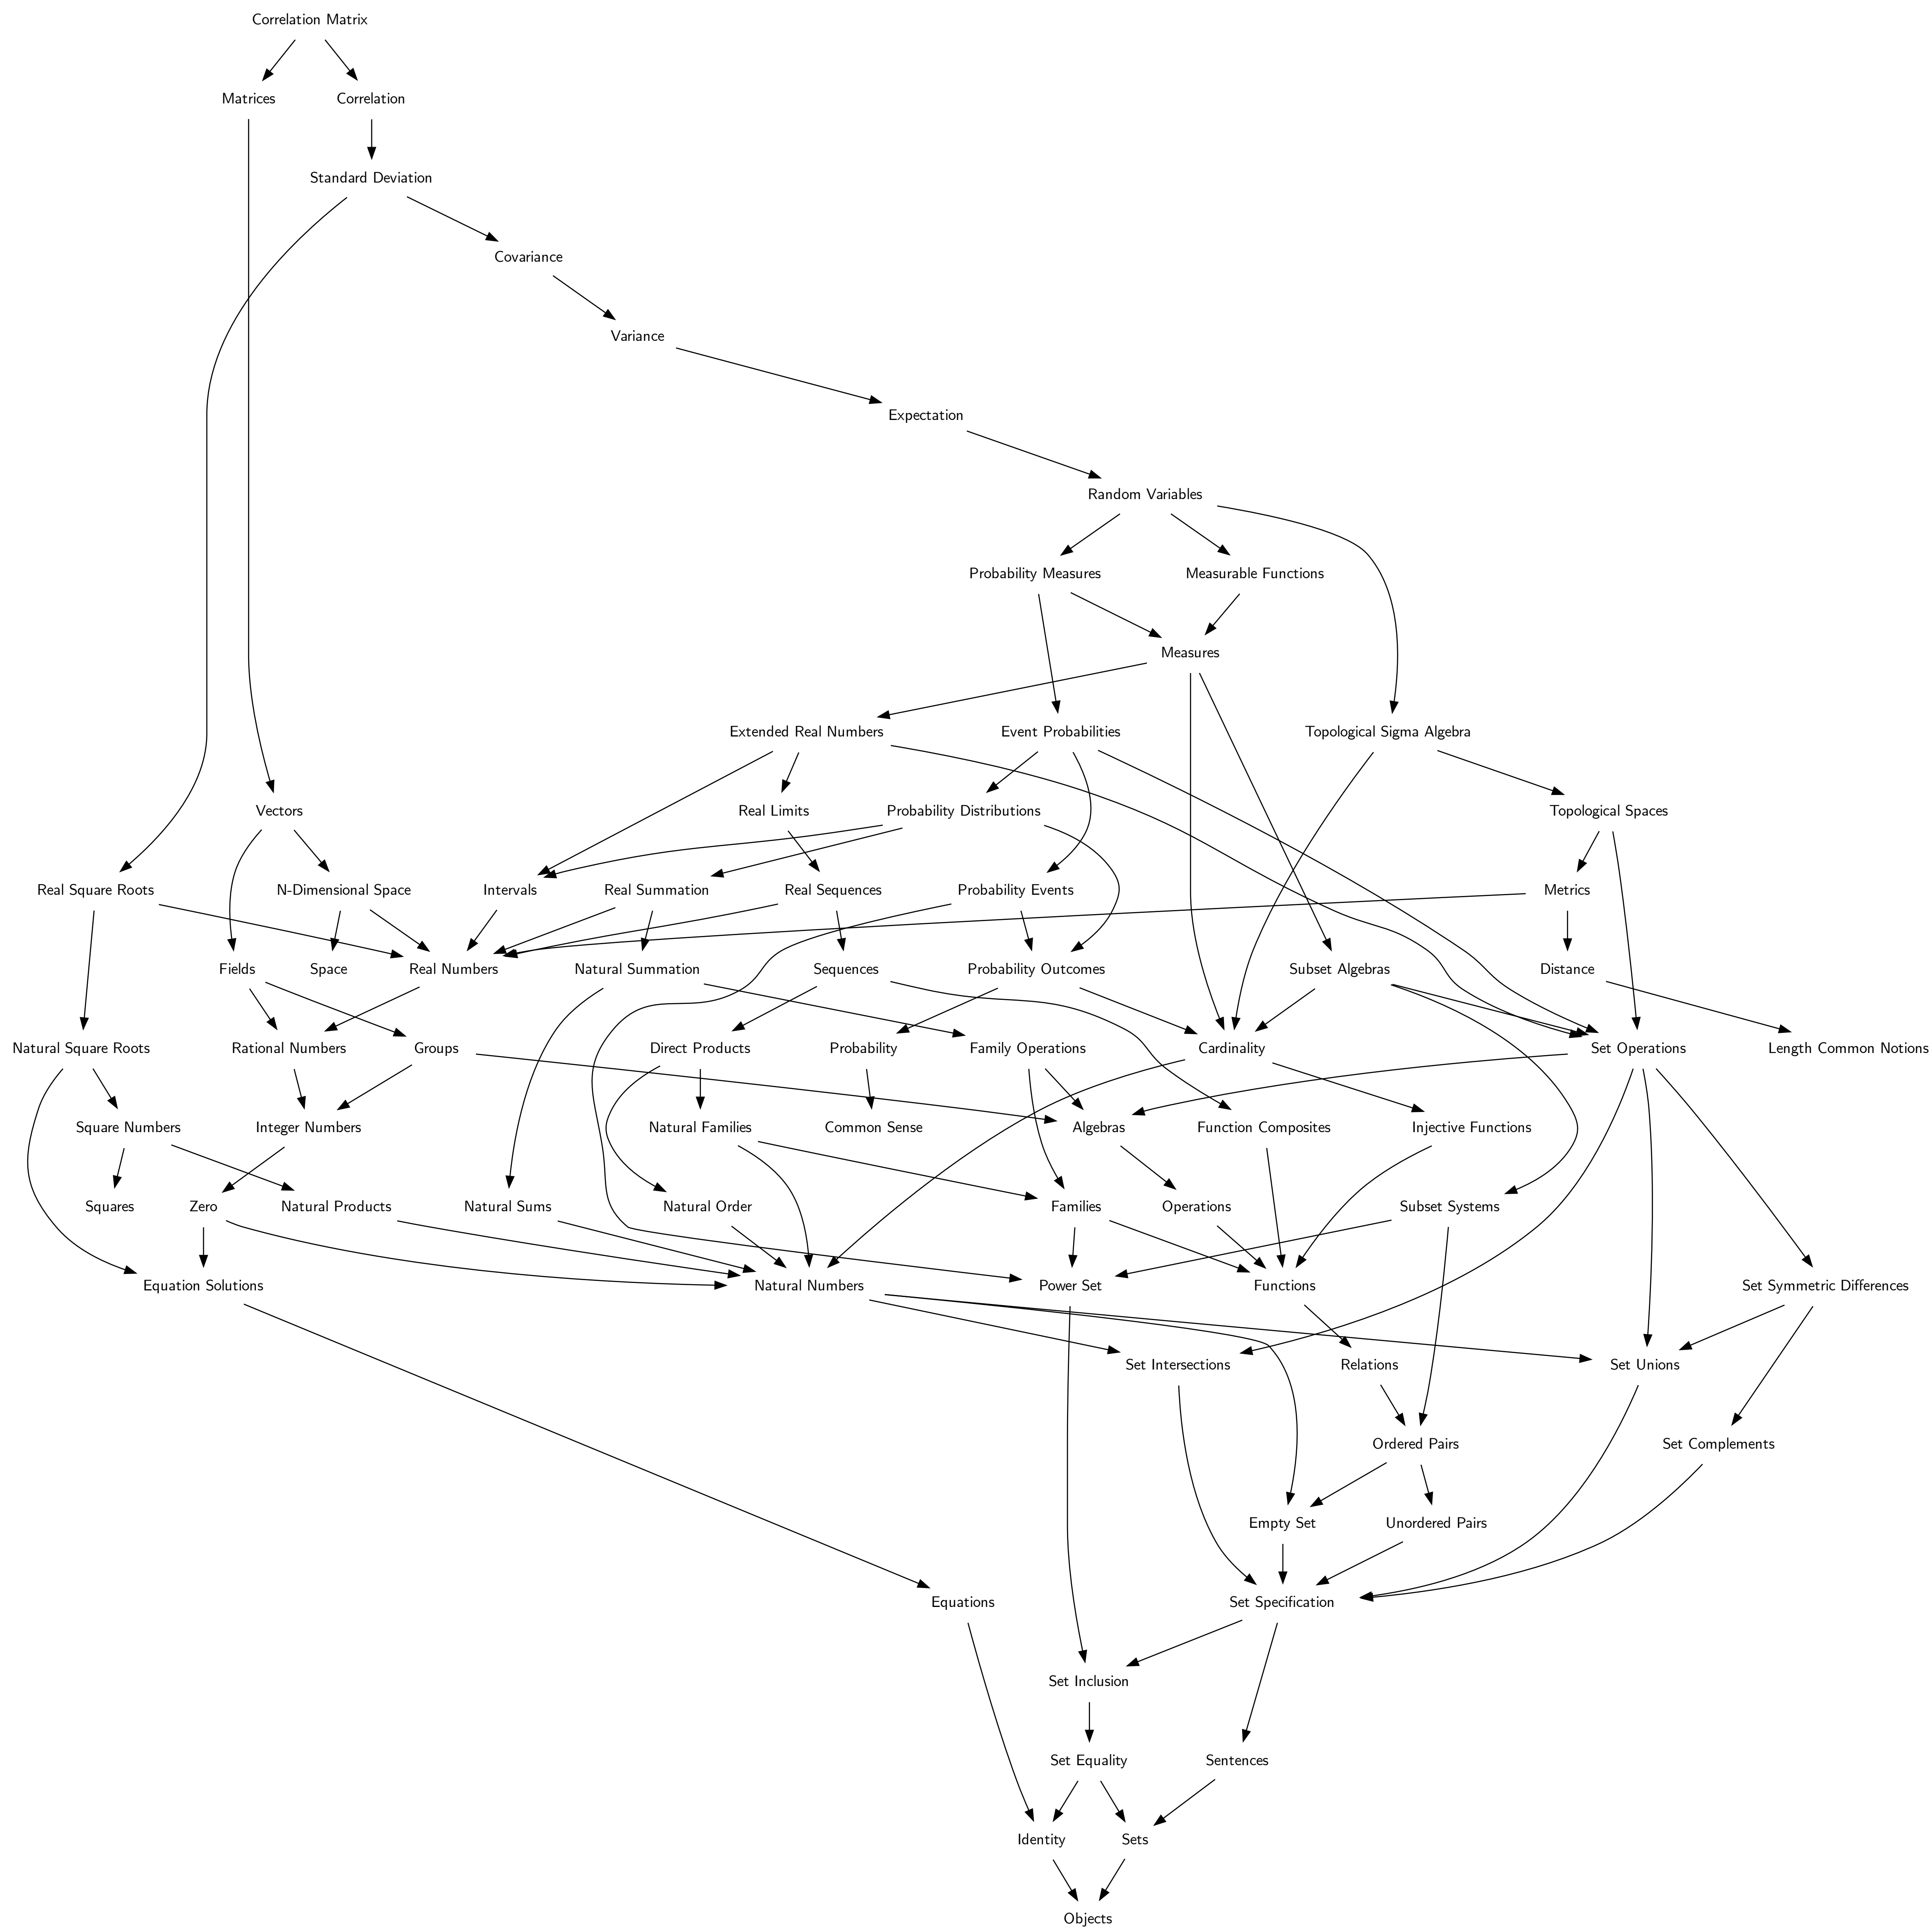 Correlation Matrix
Matrices
Correlation
Standard Deviation
Covariance
Variance
Expectation
Random Variables
Probability Measures
Measurable Functions
Measures
Extended Real Numbers
Event Probabilities
Topological Sigma Algebra
Vectors
Real Limits
Probability Distributions
Topological Spaces
Real Square Roots
N-Dimensional Space
Intervals
Real Summation
Real Sequences
Probability Events
Metrics
Fields
Space
Real Numbers
Natural Summation
Sequences
Probability Outcomes
Subset Algebras
Distance
Natural Square Roots
Rational Numbers
Groups
Direct Products
Probability
Family Operations
Cardinality
Set Operations
Length Common Notions
Square Numbers
Integer Numbers
Natural Families
Common Sense
Algebras
Function Composites
Injective Functions
Squares
Zero
Natural Products
Natural Sums
Natural Order
Families
Operations
Subset Systems
Equation Solutions
Natural Numbers
Power Set
Functions
Set Symmetric Differences
Set Intersections
Relations
Set Unions
Ordered Pairs
Set Complements
Empty Set
Unordered Pairs
Equations
Set Specification
Set Inclusion
Set Equality
Sentences
Identity
Sets
Objects